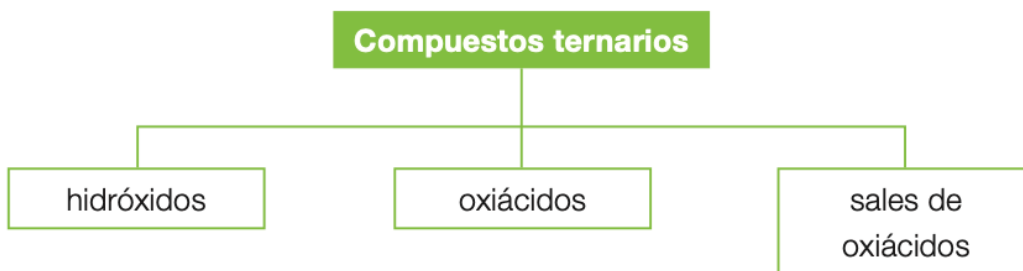 Compuestos ternarios
hidróxidos
oxiácidos
sales de
oxiácidos